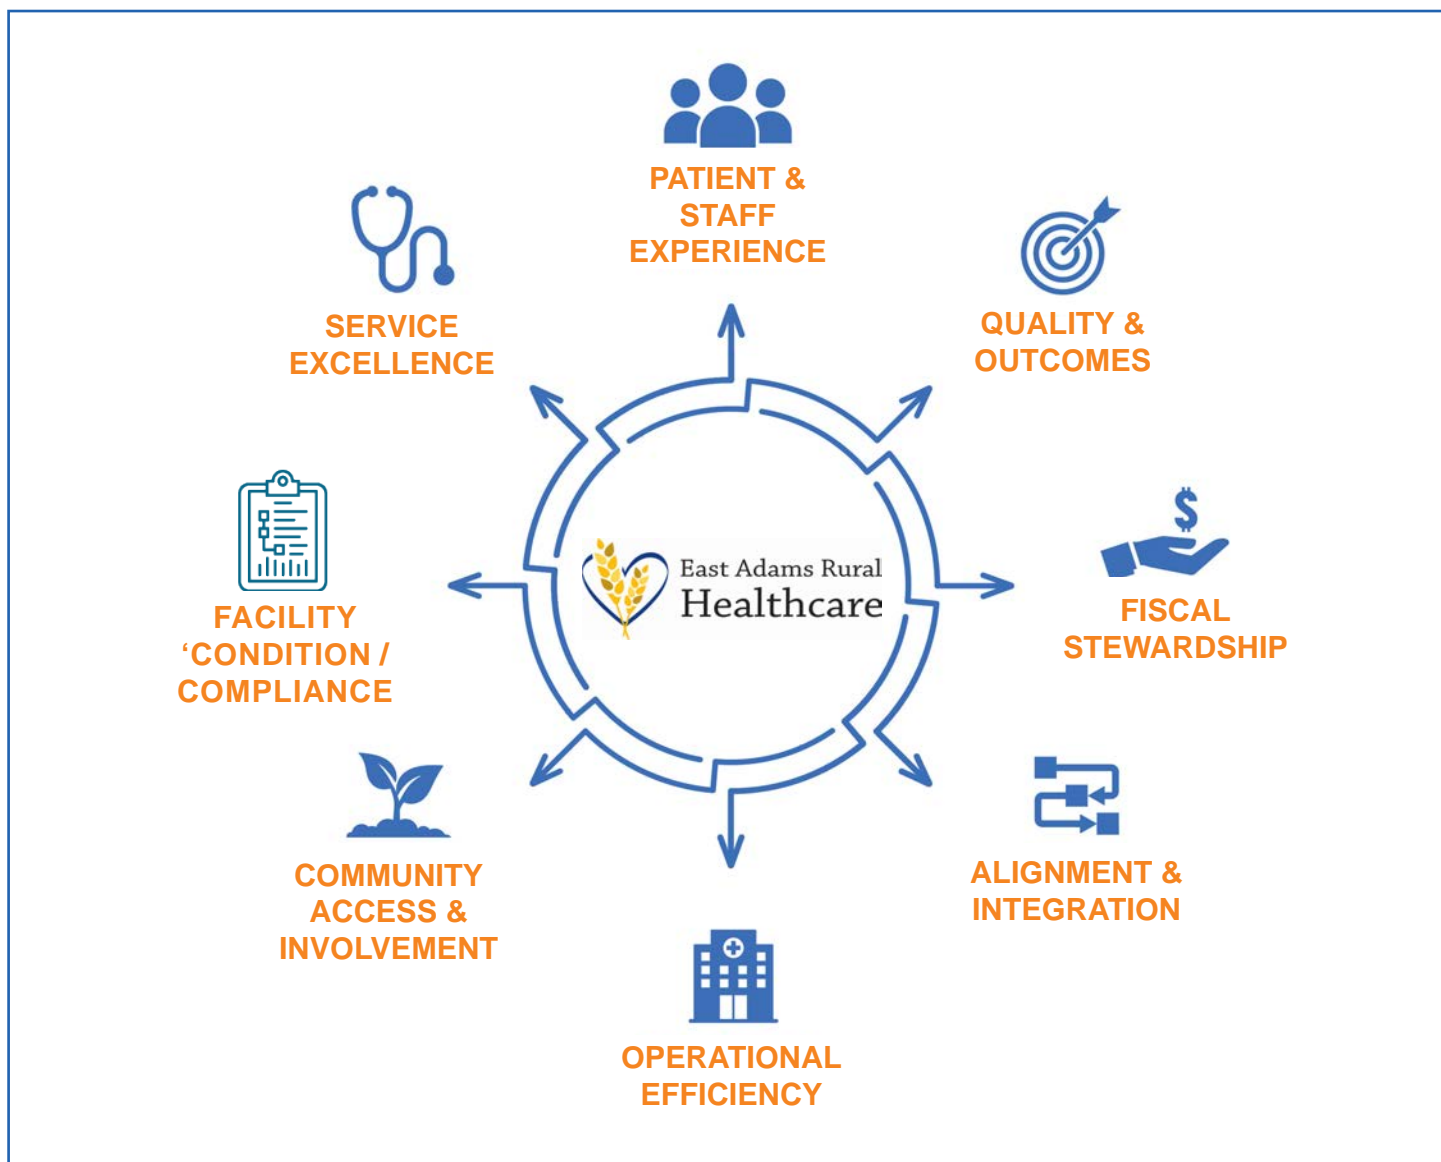 PATIENT &
STAFF
EXPERIENCE
SERVICE
EXCELLENCE
QUALITY &
OUTCOMES
East Adams Rural
Healthcare
FACILITY
‘CONDITION /
COMPLIANCE
$
FISCAL
STEWARDSHIP
COMMUNITY
ACCESS &
INVOLVEMENT
ALIGNMENT &
INTEGRATION
OPERATIONAL
EFFICIENCY